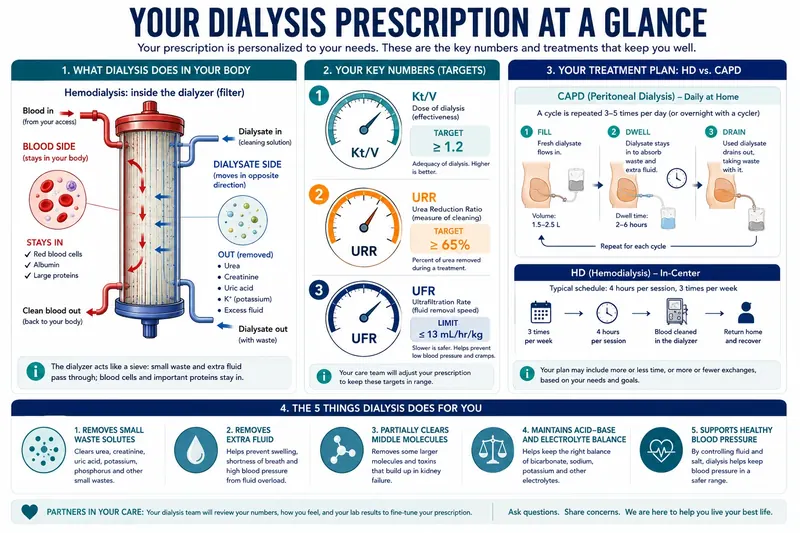 YOUR DIALYSIS PRESCRIPTION AT A GLANCE
Your prescription is personalized to your needs. These are the key numbers and treatments that keep you well.
1. WHAT DIALYSIS DOES IN YOUR BODY
Hemodialysis: inside the dialyzer (filter)
Blood in
(from your access)
Dialysate in
(cleaning solution)
BLOOD SIDE
(stays in your body)
DIALYSATE SIDE
(moves in opposite
direction)
STAYS IN
✓ Red blood cells
✓ Albumin
✓ Large proteins
OUT (removed)
• Urea
• Creatinine
• Uric acid
• K⁺ (potassium)
• Excess fluid
Clean blood out
(back to your body)
Dialysate out
(with waste)
i
The dialyzer acts like a sieve: small waste and extra fluid
pass through; blood cells and important proteins stay in.
2. YOUR KEY NUMBERS (TARGETS)
1
Kt/V
Kt/V
Dose of dialysis
(effectiveness)
TARGET
≥ 1.2
Adequacy of dialysis. Higher
is better.
2
URR
URR
Urea Reduction Ratio
(measure of cleaning)
TARGET
≥ 65%
Percent of urea removed
during a treatment.
3
UFR
UFR
Ultrafiltration Rate
(fluid removal speed)
LIMIT
≤ 13 mL/hr/kg
Slower is safer. Helps prevent
low blood pressure and cramps.
i
Your care team will adjust your prescription
to keep these targets in range.
3. YOUR TREATMENT PLAN: HD vs. CAPD
CAPD (Peritoneal Dialysis) – Daily at Home
A cycle is repeated 3–5 times per day (or overnight with a cycler)
1 FILL
Fresh dialysate
flows in.
Volume:
1.5–2.5 L
2 DWELL
Dialysate stays
in to absorb
waste and
extra fluid.
Dwell time:
2–6 hours
3 DRAIN
Used dialysate
drains out,
taking waste
with it.
Repeat for each cycle
HD (Hemodialysis) – In-Center
Typical schedule: 4 hours per session, 3 times per week
3 times
per week
4 hours
per session
Blood cleaned
in the dialyzer
Return home
and recover
i
Your plan may include more or less time, or more or fewer exchanges,
based on your needs and goals.
4. THE 5 THINGS DIALYSIS DOES FOR YOU
1. REMOVES SMALL
WASTE SOLUTES
Clears urea, creatinine,
uric acid, potassium,
phosphorus and other
small wastes.
2. REMOVES
EXTRA FLUID
Helps prevent swelling,
shortness of breath and
high blood pressure
from fluid overload.
3. PARTIALLY CLEARS
MIDDLE MOLECULES
Removes some larger
molecules and toxins
that build up in kidney
failure.
4. MAINTAINS ACID–BASE
AND ELECTROLYTE BALANCE
Helps keep the right balance
of bicarbonate, sodium,
potassium and other
electrolytes.
5. SUPPORTS HEALTHY
BLOOD PRESSURE
By controlling fluid and
salt, dialysis helps keep
blood pressure in a
safer range.
PARTNERS IN YOUR CARE: Your dialysis team will review your numbers, how you feel, and your lab results to fine-tune your prescription.
Ask questions. Share concerns. We are here to help you live your best life.